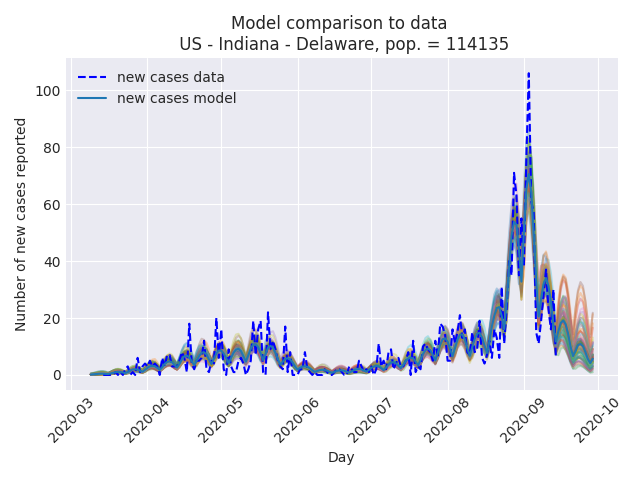 Model comparison to data
US - Indiana - Delaware, pop. = 114135
new cases data
new cases model
Number of new cases reported
100
80
60
40
20
0
2020-03
2020-04
2020-05
2020-06
2020-07
2020-08
2020-09
2020-10
Day